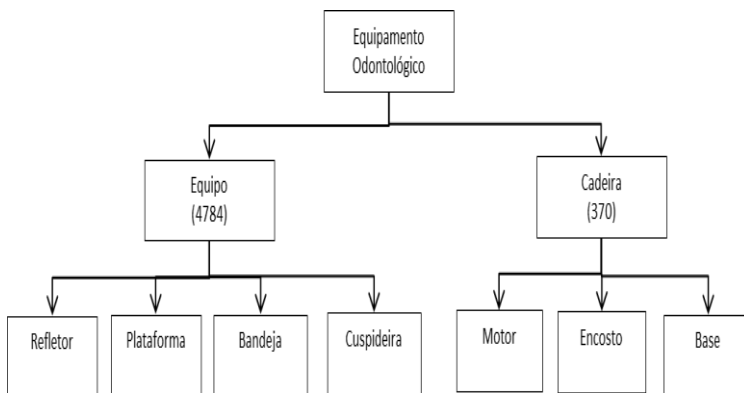 Equipamento
Odontológico
Equipo
(4784)
Cadeira
(370)
Refletor
Plataforma
Bandeja
Cuspideira
Motor
Encosto
Base